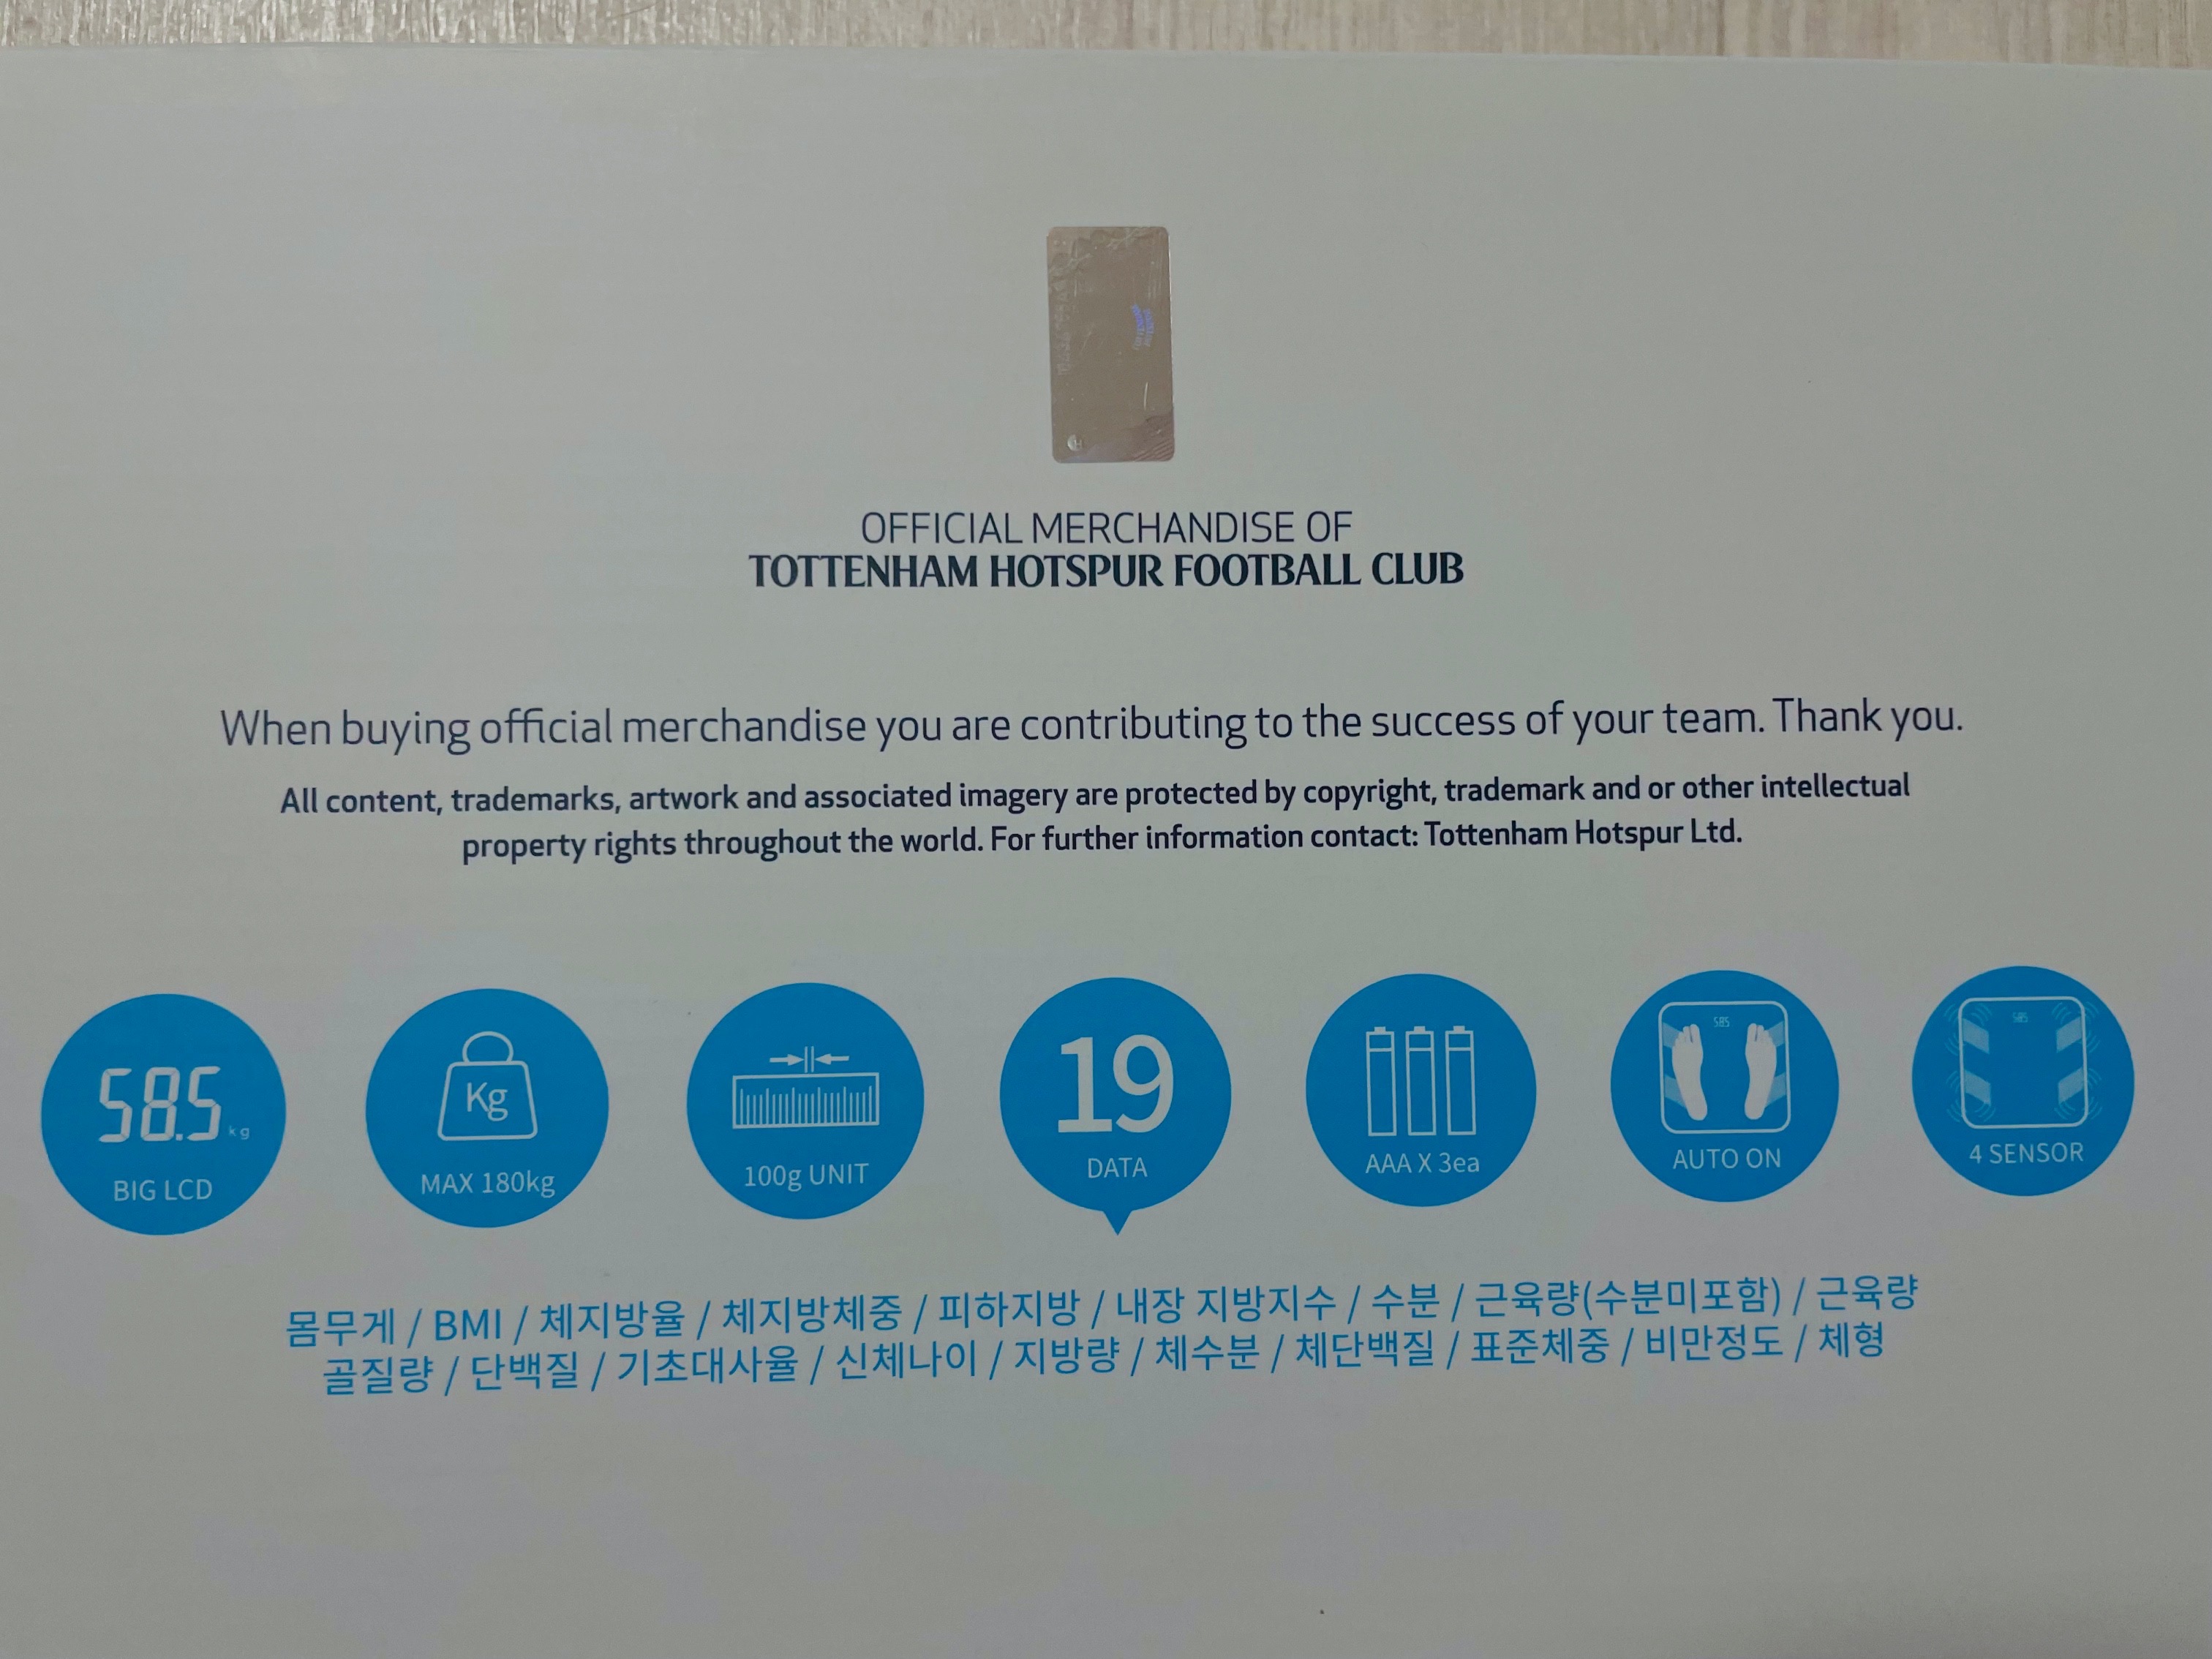 OFFICIAL MERCHANDISE OF
TOTTENHAM HOTSPUR FOOTBALL CLUB
When buying official merchandise you are contributing to the success of your team. Thank you.
All content, trademarks, artwork and associated imagery are protected by copyright, trademark and or other intellectual
property rights throughout the world. For further information contact: Tottenham Hotspur Ltd.
58.5 kg
BIG LCD
Kg
MAX 180kg
100g UNIT
19
DATA
AAA X 3ea
58.5
AUTO ON
58.5
4 SENSOR
몸무게 / BMI / 체지방율 / 체지방체중 / 피하지방 / 내장 지방지수 / 수분 / 근육량(수분미포함) / 근육량
골질량 / 단백질 / 기초대사율 / 신체나이 / 지방량 / 체수분 / 체단백질 / 표준체중 / 비만정도 / 체형